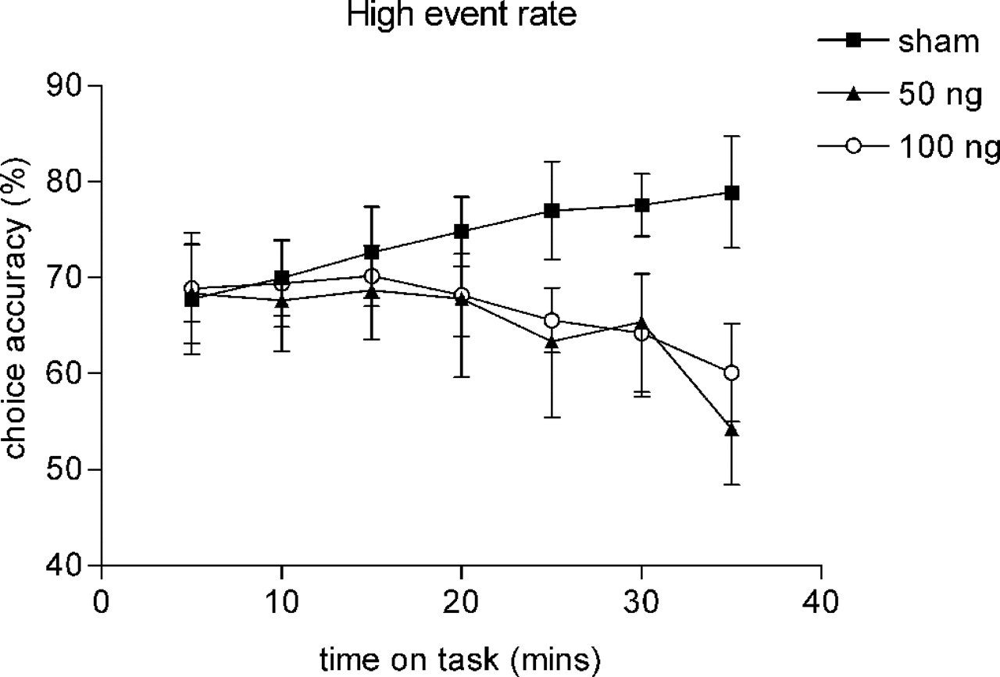 High event rate
sham
50 ng
100 ng
90
80
70
60
50
40
choice accuracy (%)
0 10 20 30 40
time on task (mins)